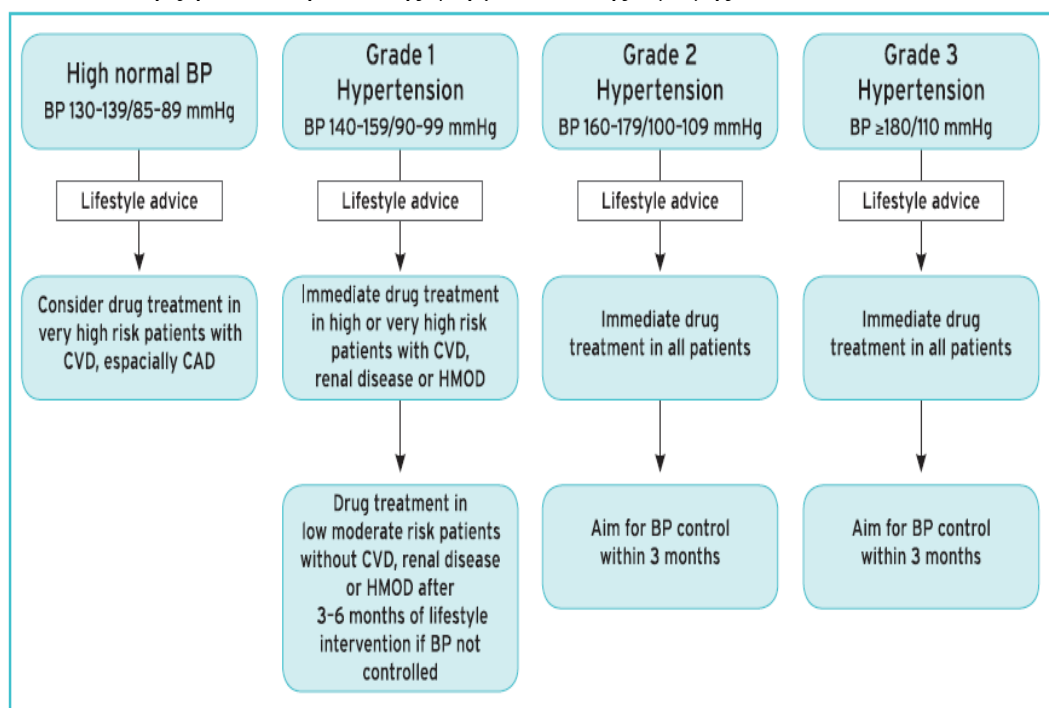 High normal BP
BP 130-139/85-89 mmHg
Lifestyle advice
Consider drug treatment in
very high risk patients with
CVD, espacially CAD
Grade 1
Hypertension
BP 140-159/90-99 mmHg
Lifestyle advice
Immediate drug treatment
in high or very high risk
patients with CVD,
renal disease or HMOD
Drug treatment in
low moderate risk patients
without CVD, renal disease
or HMOD after
3-6 months of lifestyle
intervention if BP not
controlled
Grade 2
Hypertension
BP 160-179/100-109 mmHg
Lifestyle advice
Immediate drug
treatment in all patients
Aim for BP control
within 3 months
Grade 3
Hypertension
BP ≥180/110 mmHg
Lifestyle advice
Immediate drug
treatment in all patients
Aim for BP control
within 3 months